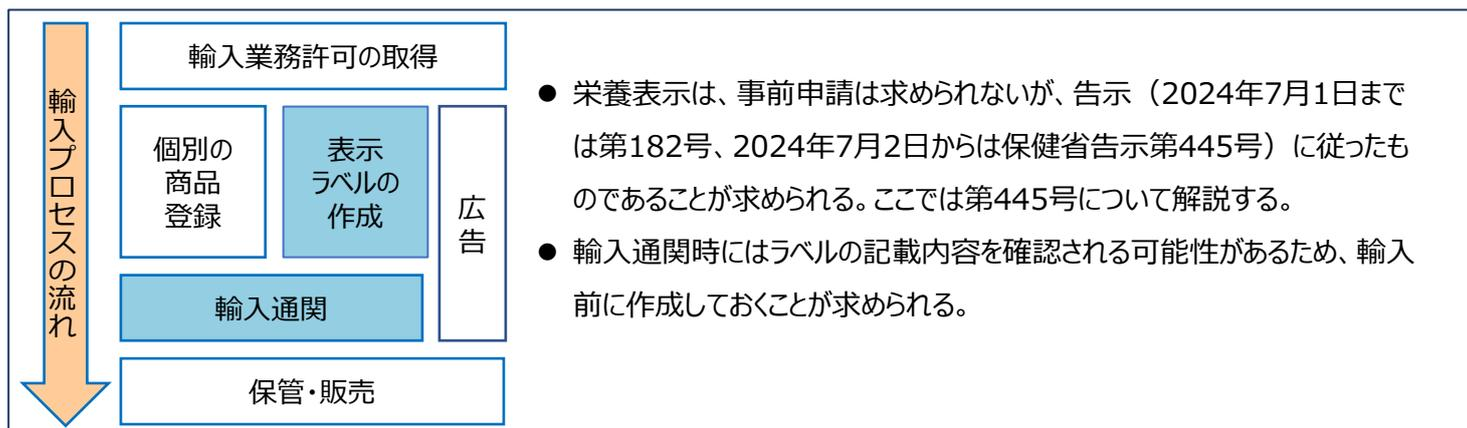 輸入プロセスの流れ
輸入業務許可の取得
個別の
商品
登録
表示
ラベルの
作成
広告
輸入通関
保管・販売
● 栄養表示は、事前申請は求められないが、告示（2024年7月1日まで
は第182号、2024年7月2日からは保健省告示第445号）に従ったも
のであることが求められる。ここでは第445号について解説する。
● 輸入通関時にはラベルの記載内容を確認される可能性があるため、輸入
前に作成しておくことが求められる。